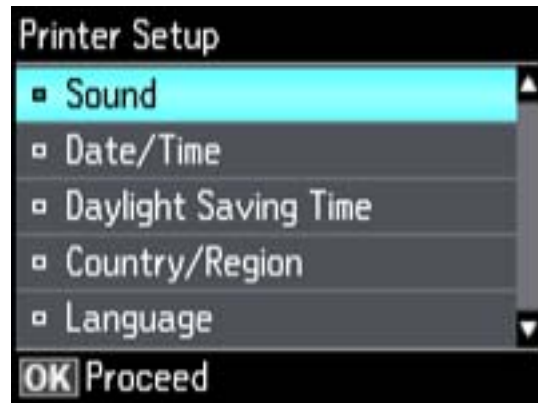 Printer Setup
Sound
Date/Time
Daylight Saving Time
Country/Region
Language
OK Proceed